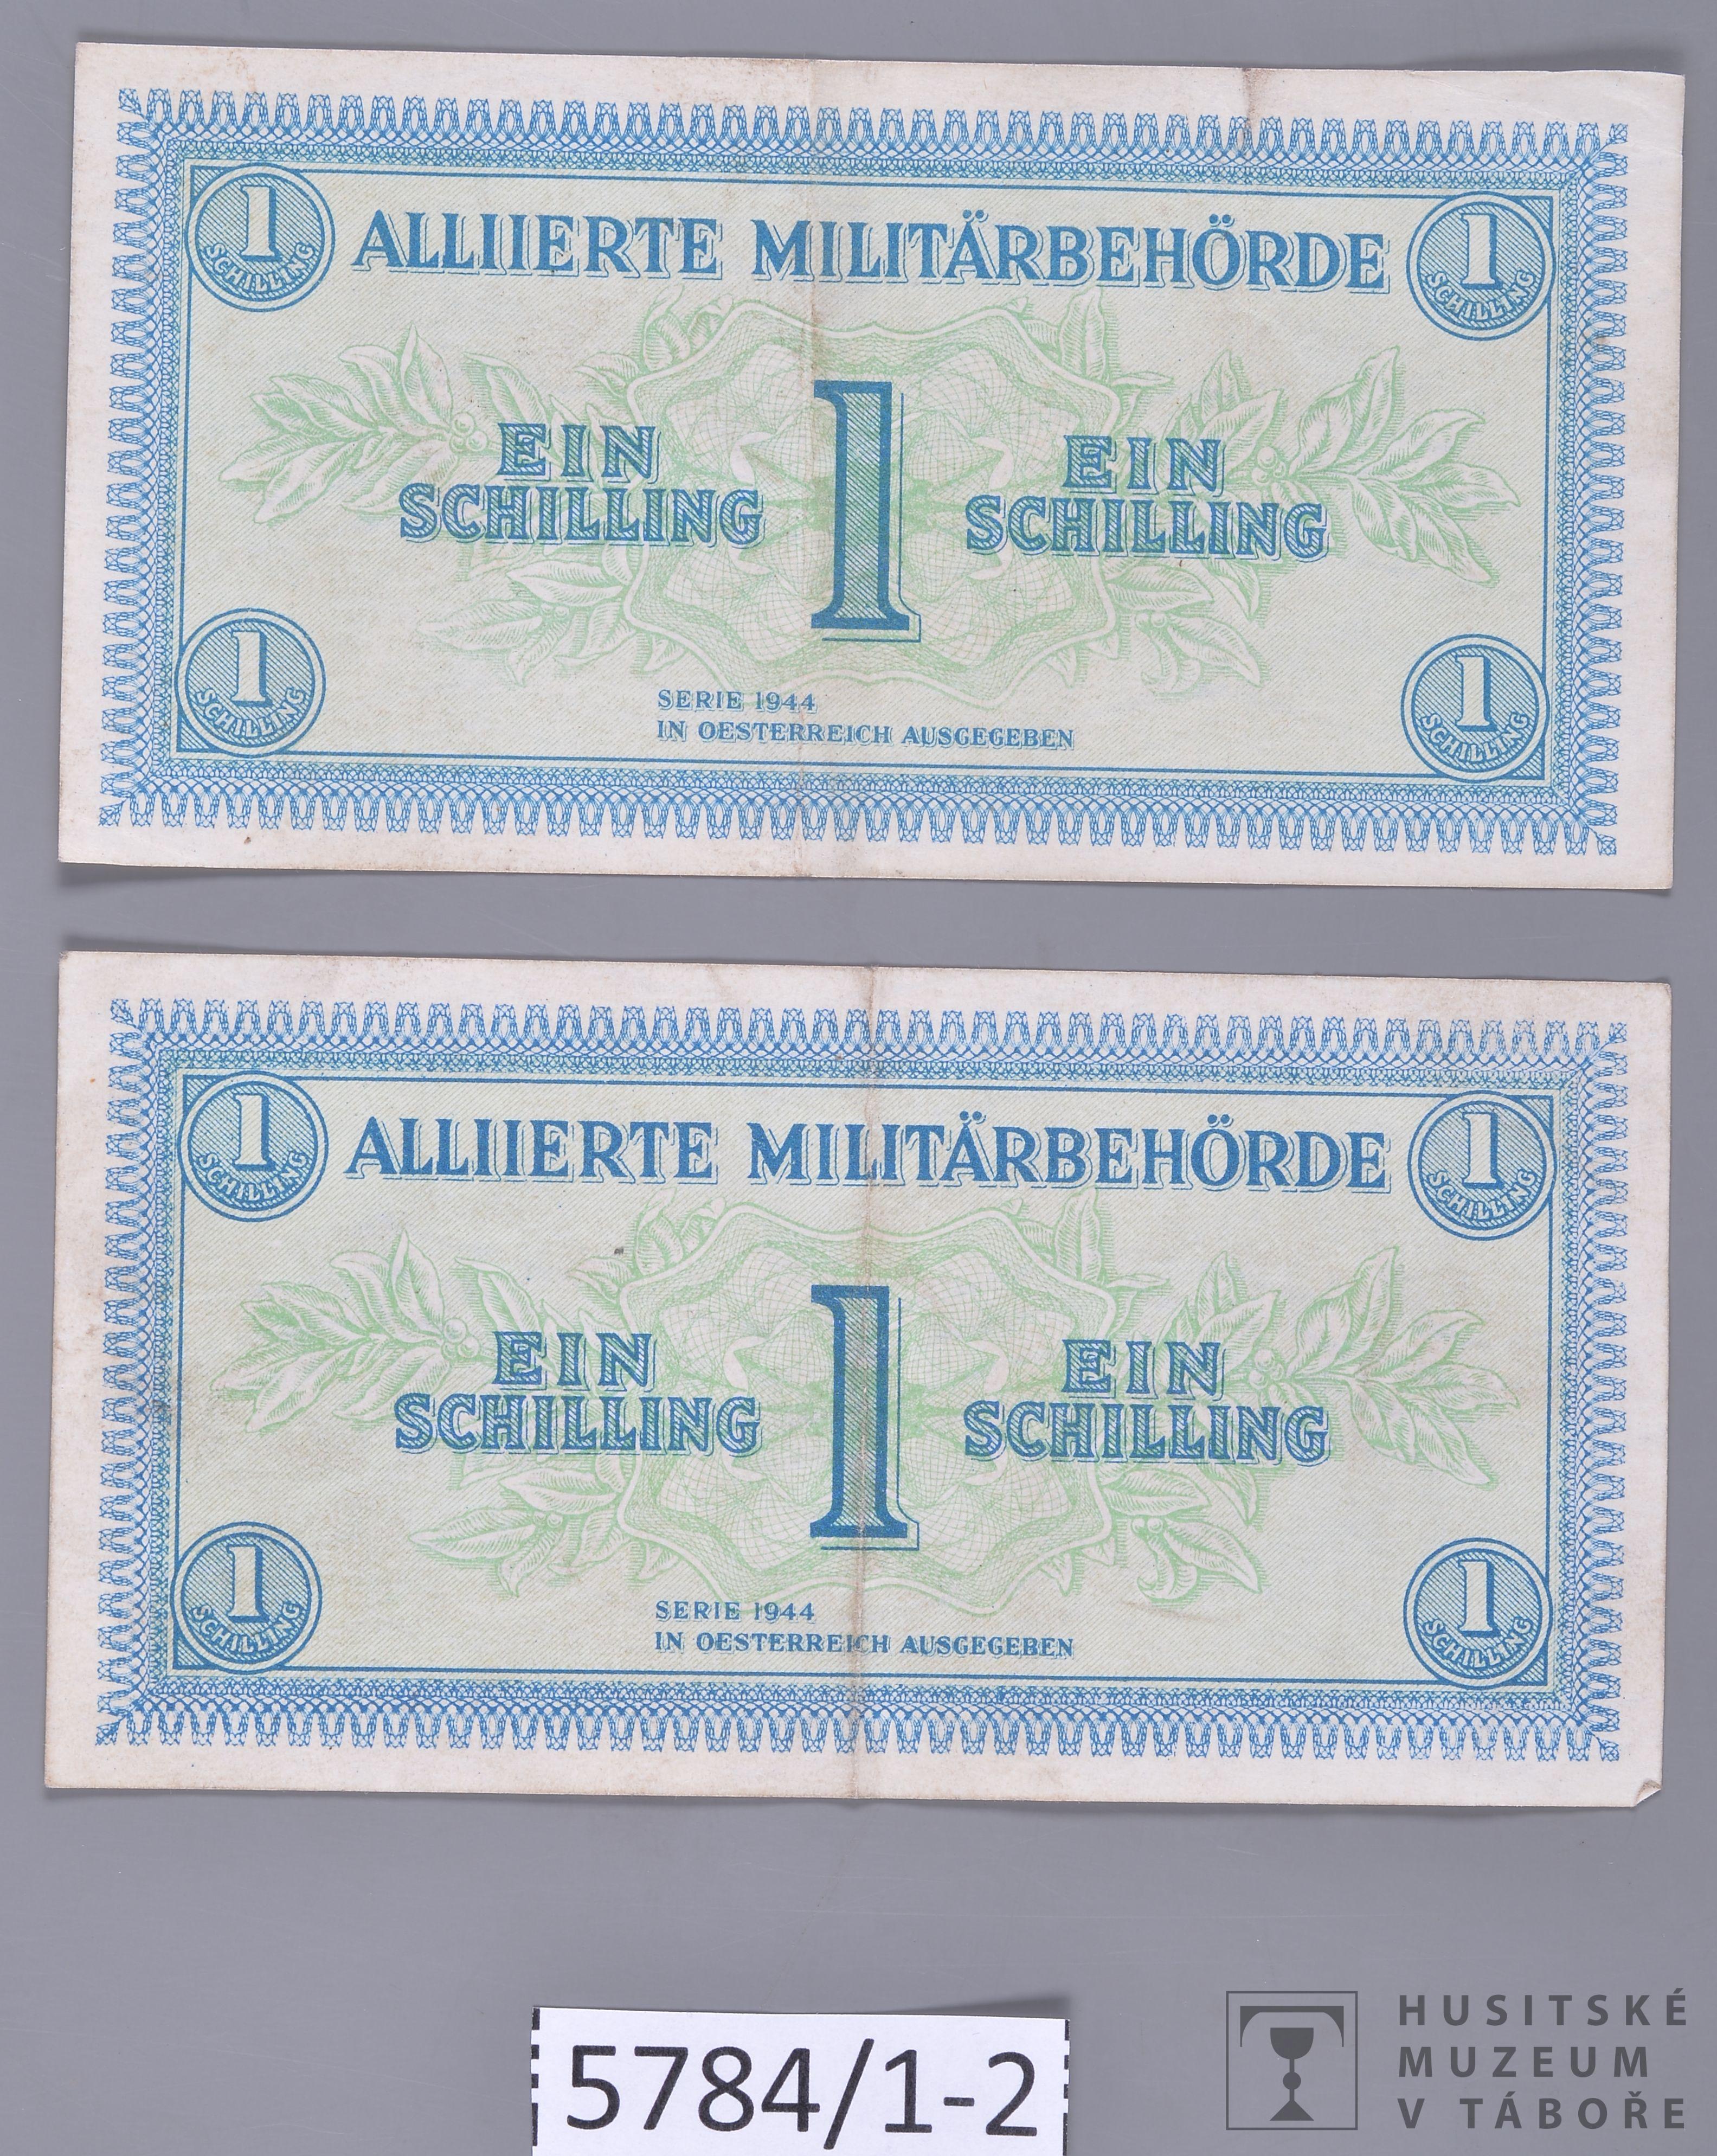 1 SCHILLING
ALLIIERTE MILITÄRBEHÖRDE
1 SCHILLING
EIN SCHILLING
1
EIN SCHILLING
1 SCHILLING
SERIE 1944
IN OESTERREICH AUSGEGEBEN
1 SCHILLING
1 SCHILLING
ALLIIERTE MILITÄRBEHÖRDE
1 SCHILLING
EIN SCHILLING
1
EIN SCHILLING
1 SCHILLING
SERIE 1944
IN OESTERREICH AUSGEGEBEN
1 SCHILLING
5784/1-2
HUSITSKÉ
MUZEUM
V TÁBOŘE